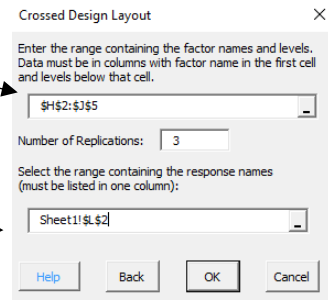 Crossed Design Layout
Enter the range containing the factor names and levels.
Data must be in columns with factor name in the first cell
and levels below that cell.
$H$2:$J$5
Number of Replications: 3
Select the range containing the response names
(must be listed in one column):
Sheet1!$L$2
Help Back OK Cancel